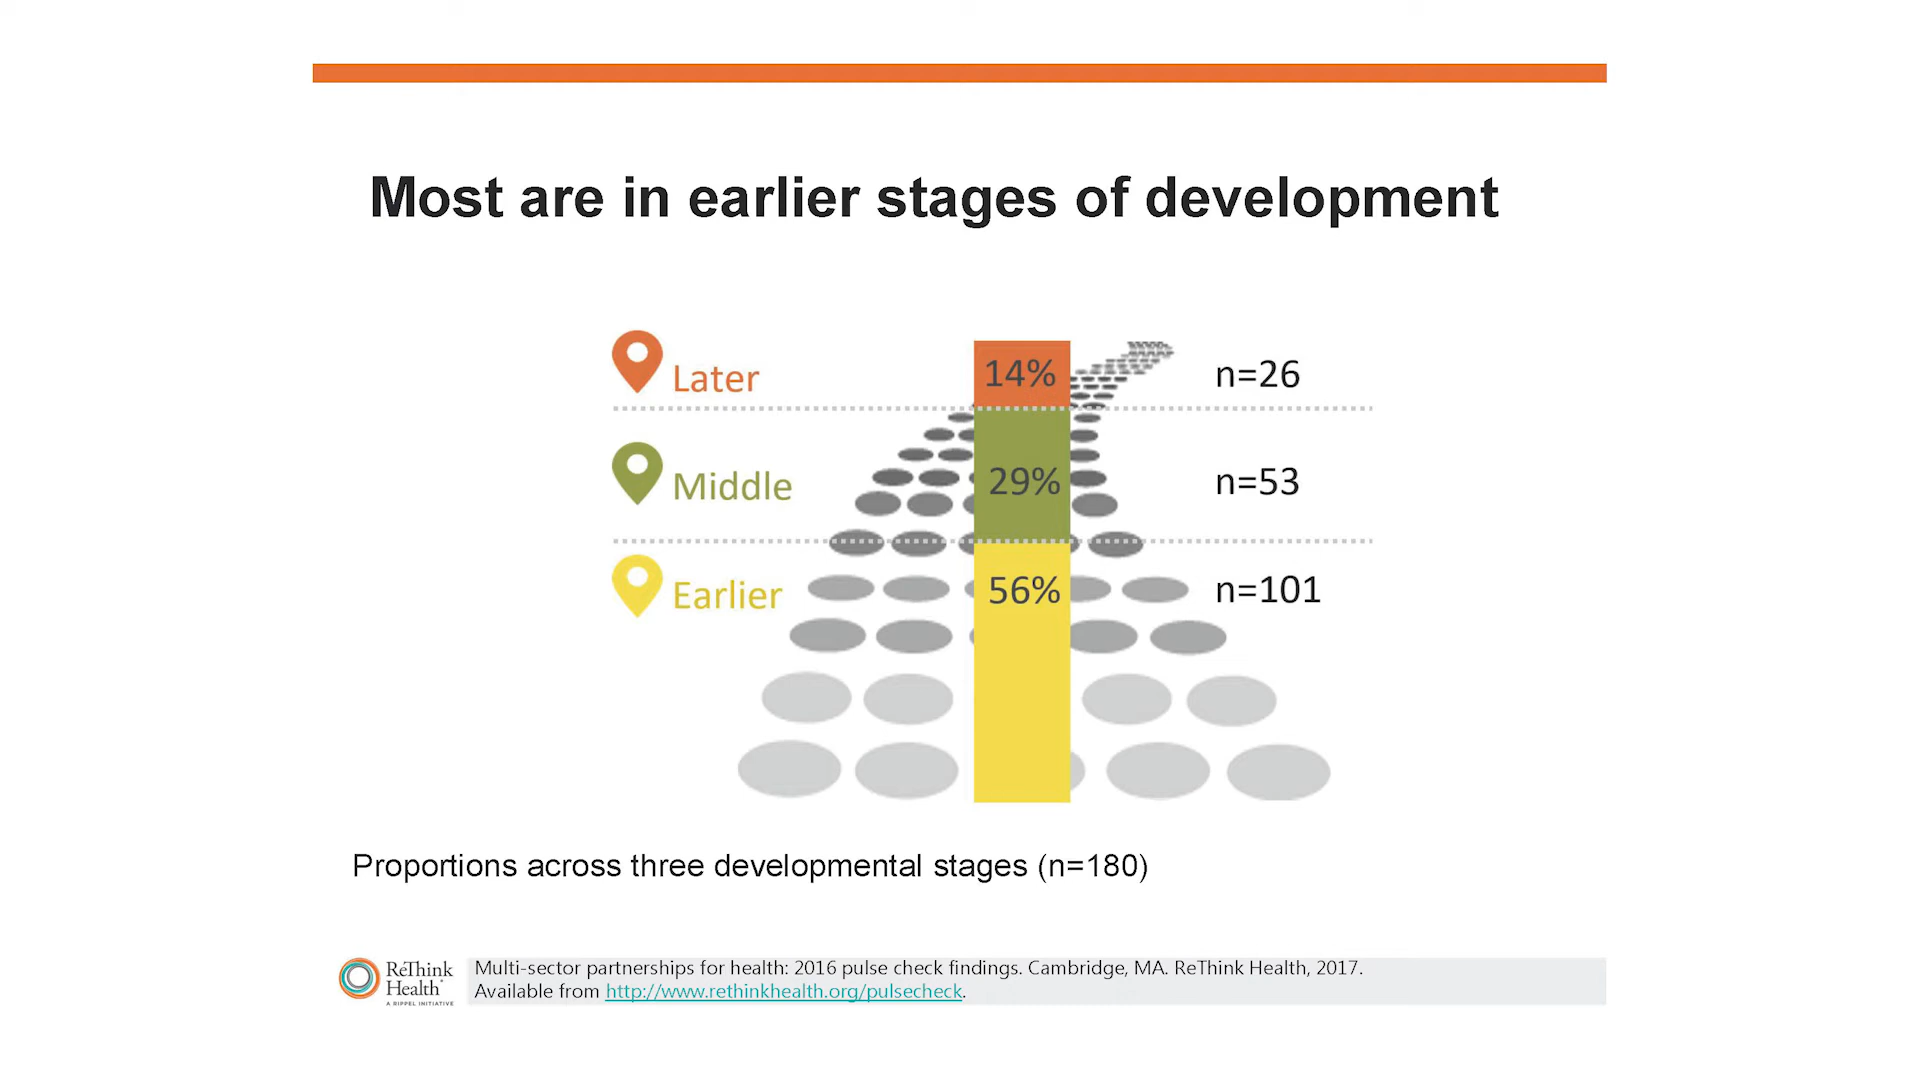 Most are in earlier stages of development
Later 14% n=26
Middle 29% n=53
Earlier 56% n=101
Proportions across three developmental stages (n=180)
ReThink
Health
A RIPPEL INITIATIVE
Multi-sector partnerships for health: 2016 pulse check findings. Cambridge, MA. ReThink Health, 2017.
Available from http://www.rethinkhealth.org/pulsecheck.